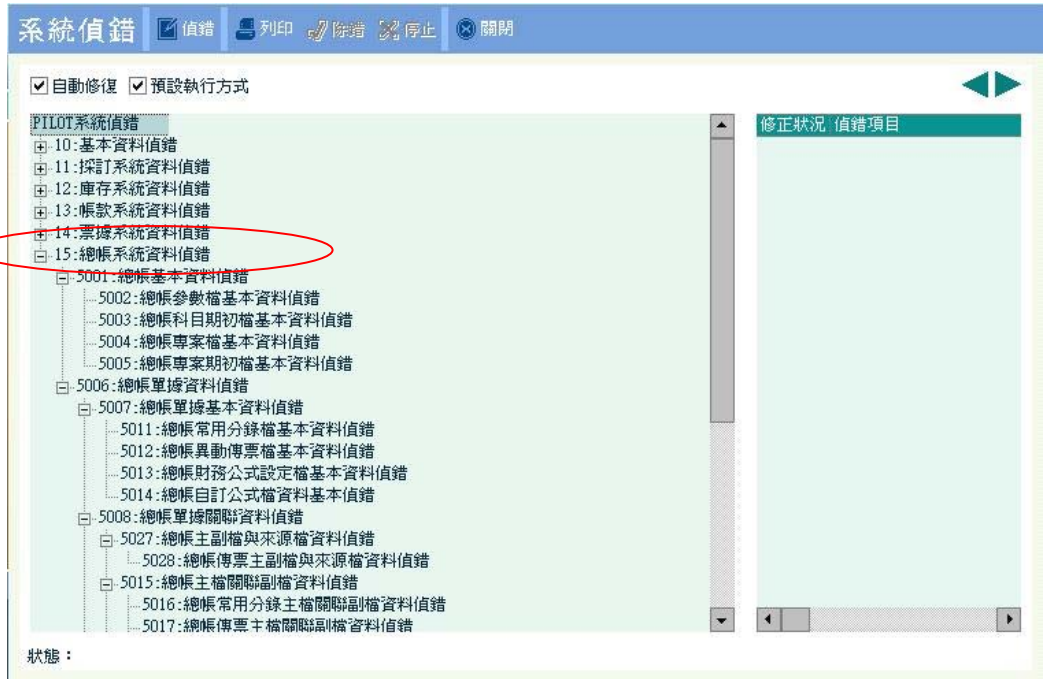 系統偵錯 偵錯 列印 除錯 停止 關閉
自動修復 預設執行方式
PILOT系統偵錯
修正狀況 偵錯項目
10:基本資料偵錯
11:採訂系統資料偵錯
12:庫存系統資料偵錯
13:帳款系統資料偵錯
14:票據系統資料偵錯
15:總帳系統資料偵錯
5001:總帳基本資料偵錯
5002:總帳參數檔基本資料偵錯
5003:總帳科目期初檔基本資料偵錯
5004:總帳專案檔基本資料偵錯
5005:總帳專案期初檔基本資料偵錯
5006:總帳單據資料偵錯
5007:總帳單據基本資料偵錯
5011:總帳常用分錄檔基本資料偵錯
5012:總帳異動傳票檔基本資料偵錯
5013:總帳財務公式設定檔基本資料偵錯
5014:總帳自訂公式檔資料基本偵錯
5008:總帳單據關聯資料偵錯
5027:總帳主副檔與來源檔資料偵錯
5028:總帳傳票主副檔與來源檔資料偵錯
5015:總帳主檔關聯副檔資料偵錯
5016:總帳常用分錄主檔關聯副檔資料偵錯
5017:總帳傳票主檔關聯副檔資料偵錯
狀態：